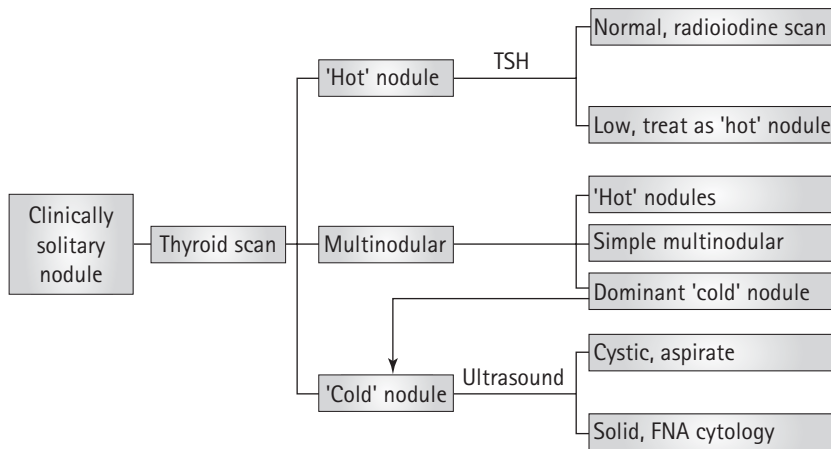 Normal, radioiodine scan
TSH
'Hot' nodule
Low, treat as 'hot' nodule
'Hot' nodules
Clinically
solitary
nodule
Thyroid scan
Multinodular
Simple multinodular
Dominant 'cold' nodule
Cystic, aspirate
Ultrasound
'Cold' nodule
Solid, FNA cytology